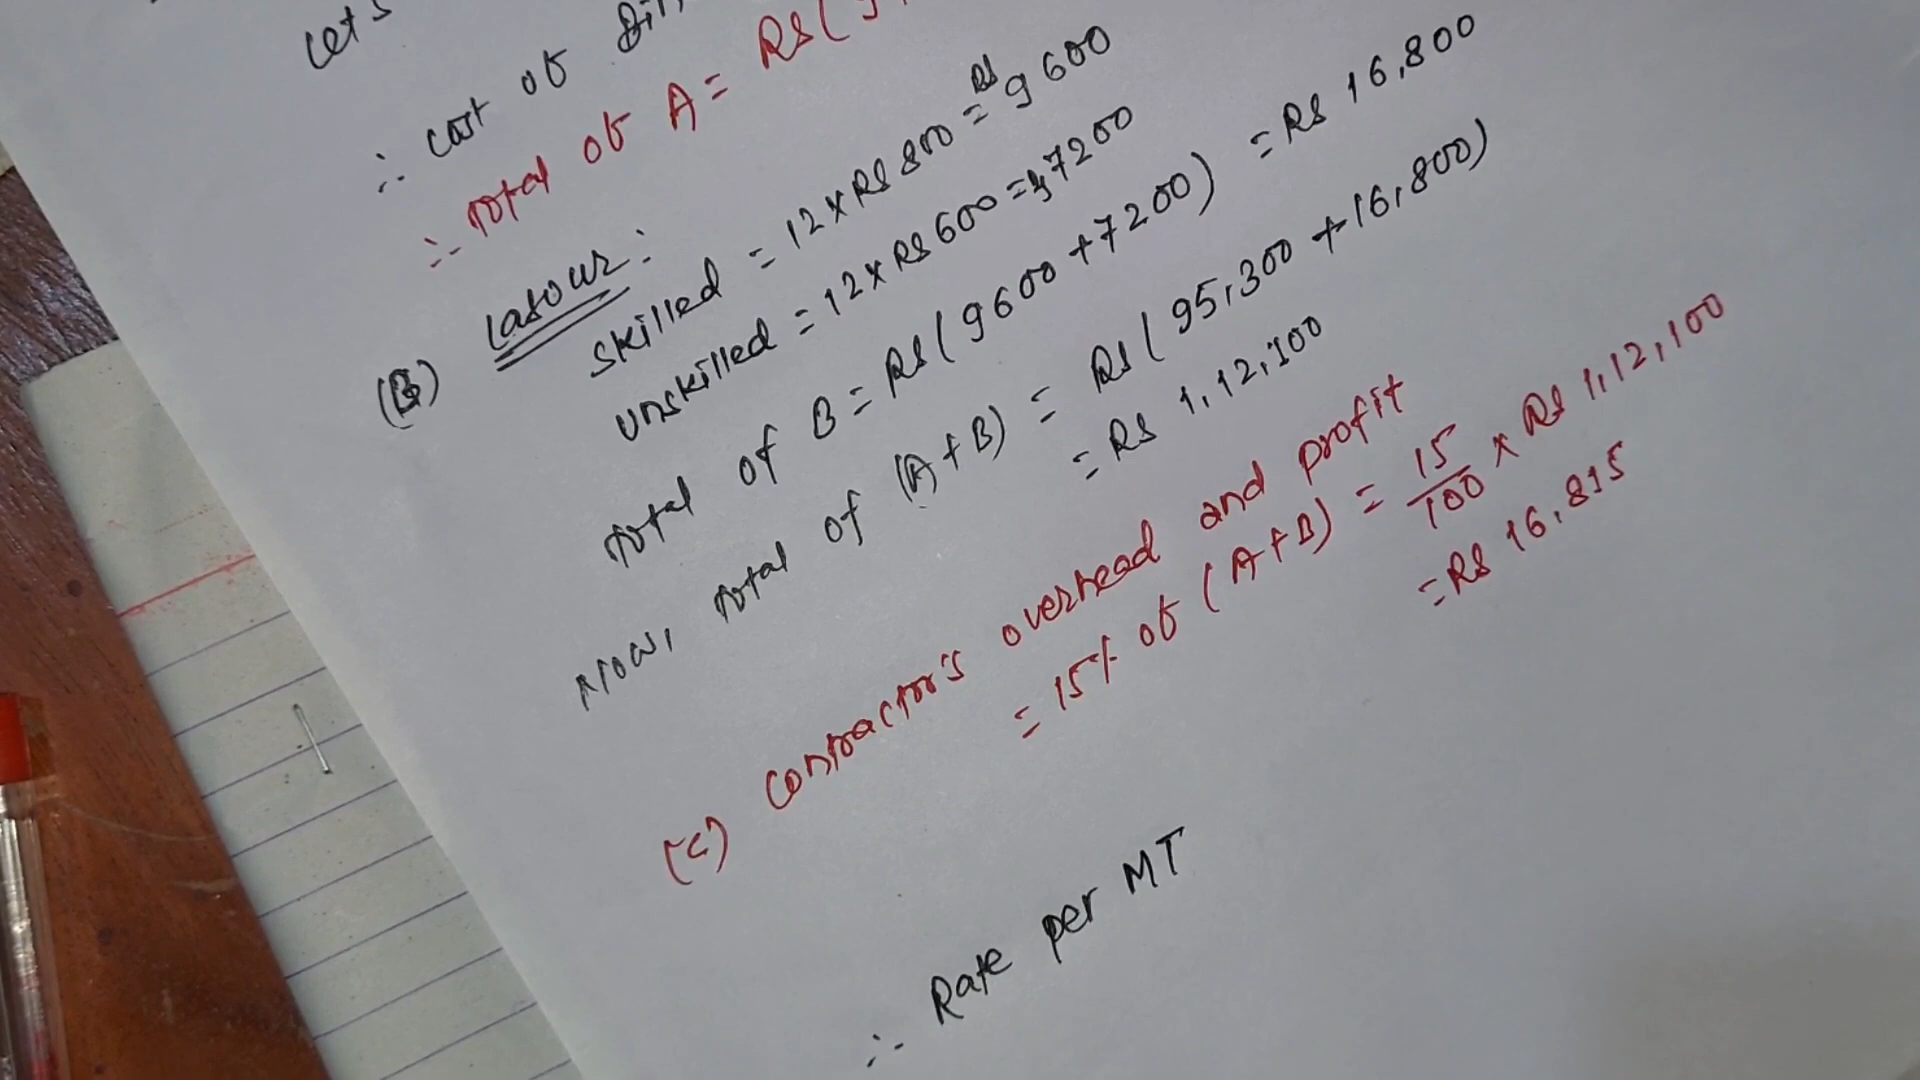 Let's
∴ cost of
∴ Total of A = Rs (
(B) Labour:
Skilled = 12 x Rs 800 = Rs 9600
Unskilled = 12 x Rs 600 = 7200
Total of B = Rs (9600 + 7200) = Rs 16,800
Now, Total of (A+B) = Rs (95,300 + 16,800)
= Rs 1,12,100
(C) Contractor's overhead and profit
= 15% of (A+B) = 15/100 x Rs 1,12,100
= Rs 16,815
∴ Rate per MT